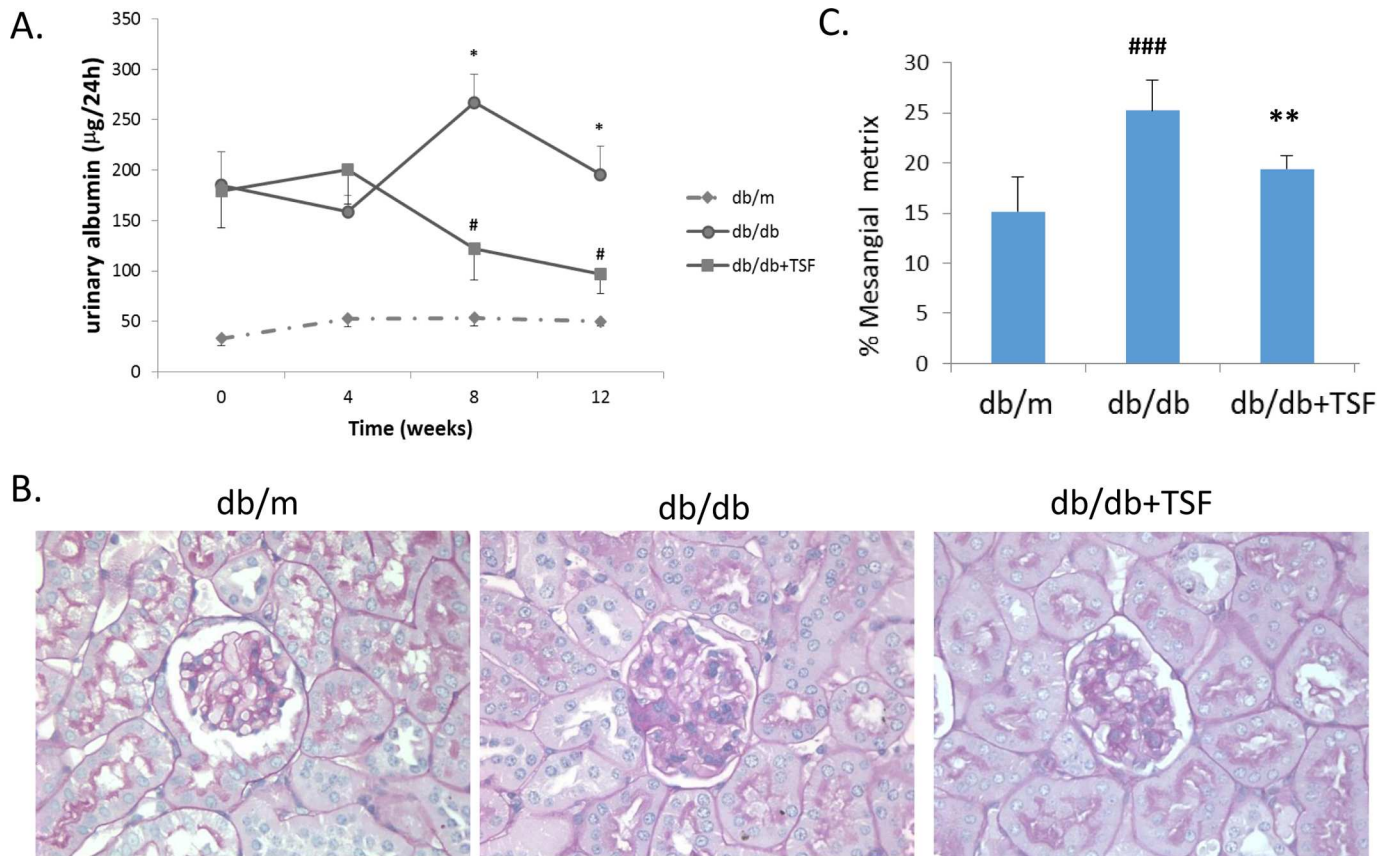 A.
350
300
250
200
150
100
50
0
urinary albumin (µg/24h)
*
*
#
#
0 4 8 12
Time (weeks)
db/m
db/db
db/db+TSF
C.
###
**
30
25
20
15
10
5
0
% Mesangial metrix
db/m db/db db/db+TSF
B.
db/m db/db db/db+TSF